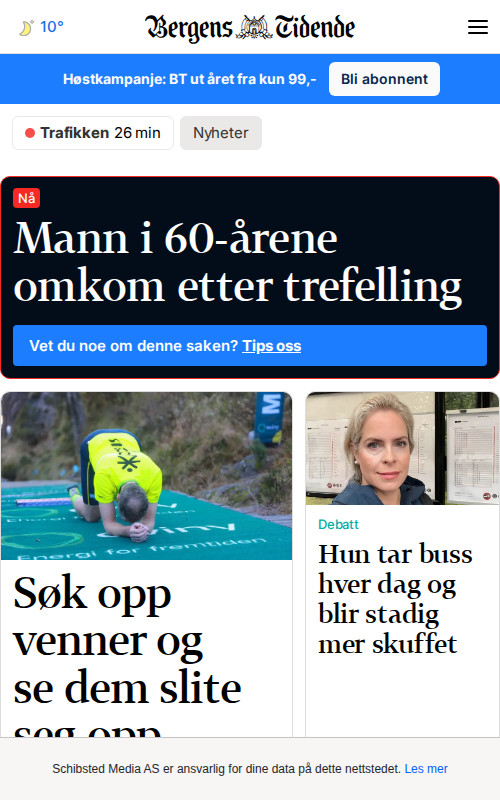 10°
Bergens Tidende
Høstkampanje: BT ut året fra kun 99,-
Bli abonnent
Trafikken 26 min
Nyheter
Nå
Mann i 60-årene
omkom etter trefelling
Vet du noe om denne saken? Tips oss
Energi for fremtiden
Debatt
Hun tar buss
hver dag og
blir stadig
mer skuffet
Søk opp
venner og
se dem slite
seg opp
Schibsted Media AS er ansvarlig for dine data på dette nettstedet. Les mer